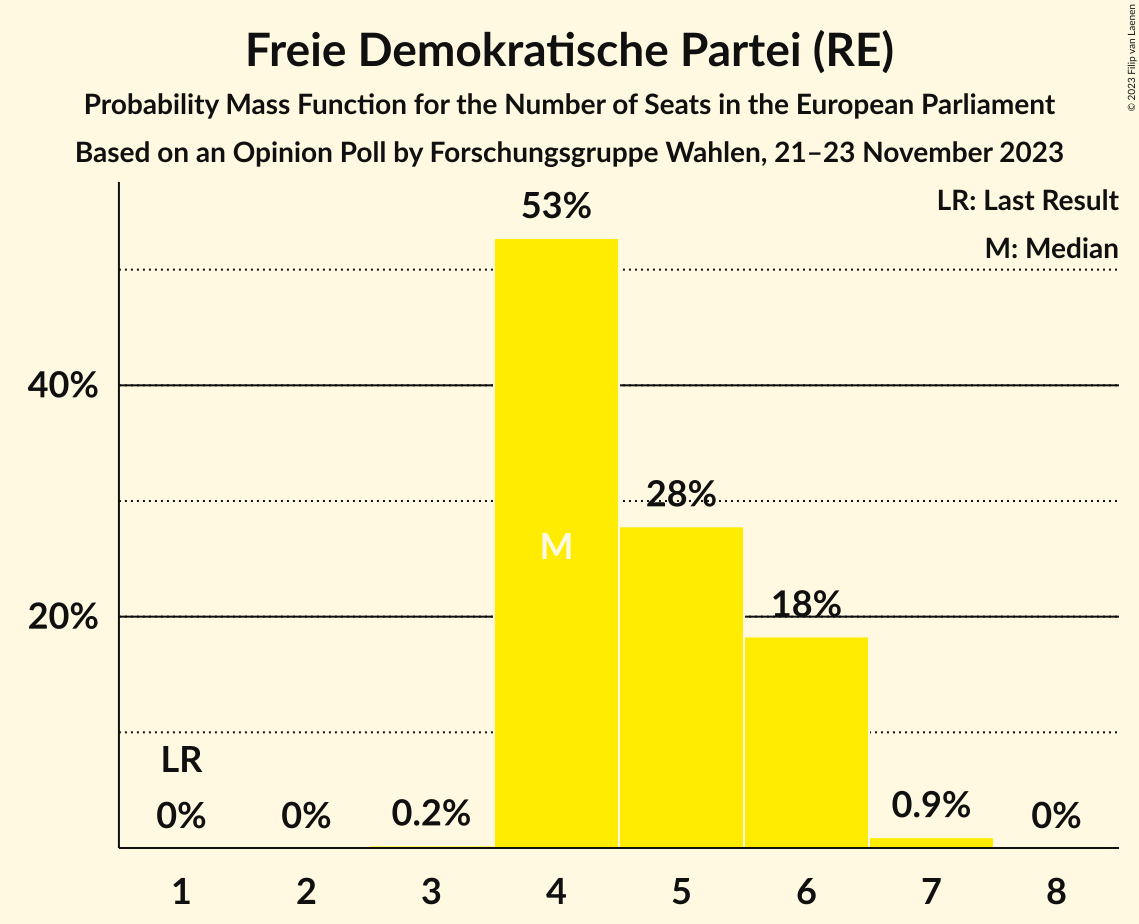 Freie Demokratische Partei (RE)
Probability Mass Function for the Number of Seats in the European Parliament
Based on an Opinion Poll by Forschungsgruppe Wahlen, 21–23 November 2023
© 2023 Filip van Laenen
LR: Last Result
M: Median
53%
40%
28%
M
20%
18%
LR
0%
0%
0.2%
0.9%
0%
1 2 3 4 5 6 7 8